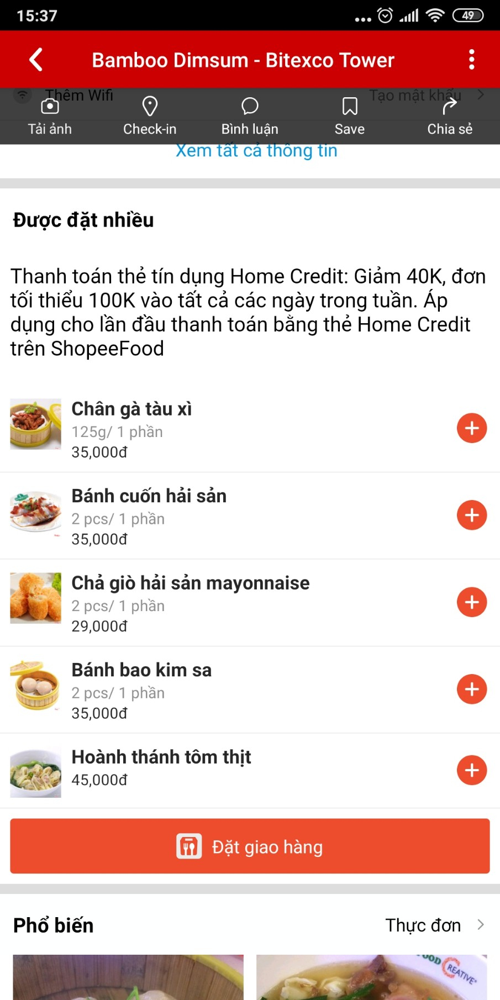 15:37
49
Bamboo Dimsum - Bitexco Tower
Thêm Wifi
Tạo mật khẩu
Tải ảnh
Check-in
Bình luận
Save
Chia sẻ
Xem tất cả thông tin
Được đặt nhiều
Thanh toán thẻ tín dụng Home Credit: Giảm 40K, đơn
tối thiểu 100K vào tất cả các ngày trong tuần. Áp
dụng cho lần đầu thanh toán bằng thẻ Home Credit
trên ShopeeFood
Chân gà tàu xì
125g/ 1 phần
35,000đ
Bánh cuốn hải sản
2 pcs/ 1 phần
35,000đ
Chả giò hải sản mayonnaise
2 pcs/ 1 phần
29,000đ
Bánh bao kim sa
2 pcs/ 1 phần
35,000đ
Hoành thánh tôm thịt
45,000đ
Đặt giao hàng
Phổ biến
Thực đơn
FOOD
CREATIVE